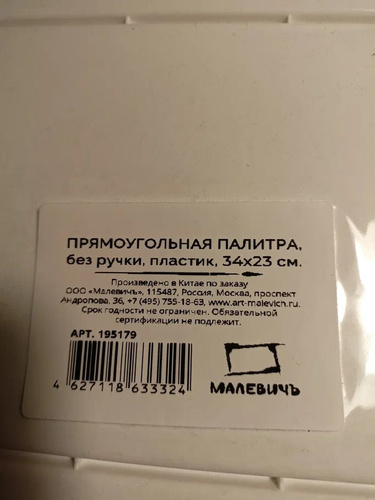 ПРЯМОУГОЛЬНАЯ ПАЛИТРА,
без ручки, пластик, 34х23 см.
Произведено в Китае по заказу
ООО «Малевичъ», 115487, Россия, Москва, проспект
Андропова, 36, +7 (495) 755-18-63, www.art-malevich.ru.
Срок годности не ограничен. Обязательной
сертификации не подлежит.
АРТ. 195179
4 627118 633324
МАЛЕВИЧЪ